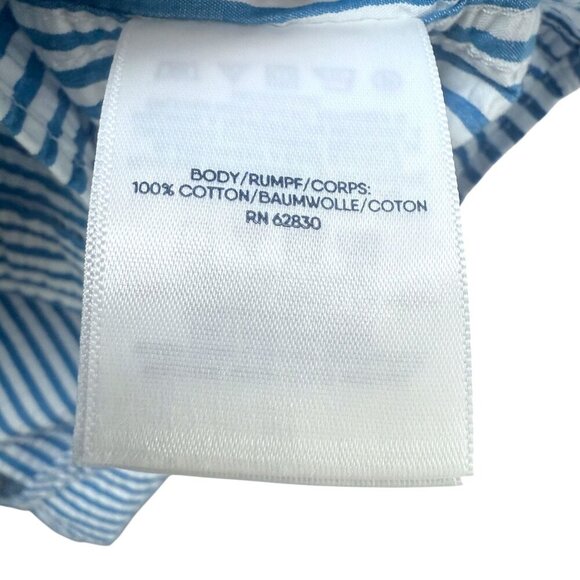 BODY/RUMPF/CORPS:
100% COTTON/BAUMWOLLE/COTON
RN 62830